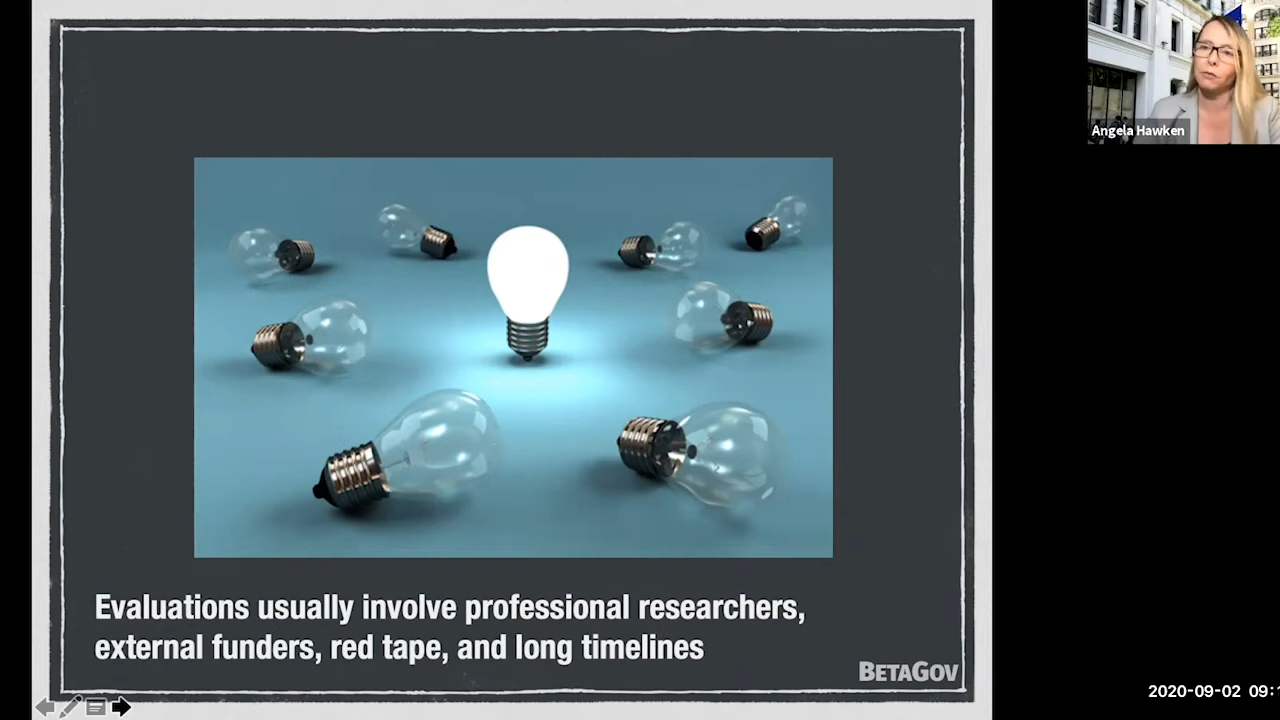 Angela Hawken
Evaluations usually involve professional researchers,
external funders, red tape, and long timelines
BETAGOV
2020-09-02 09:1